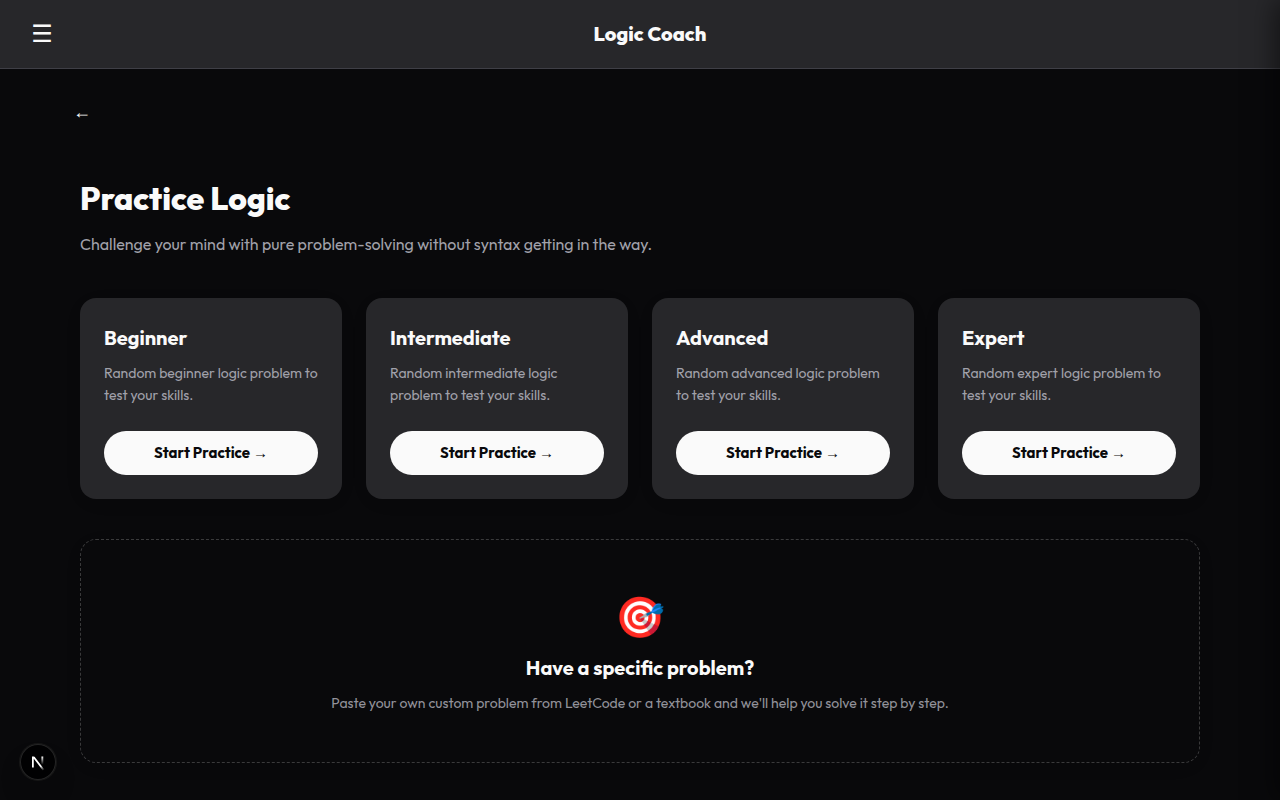 ☰
Logic Coach
←
Practice Logic
Challenge your mind with pure problem-solving without syntax getting in the way.
Beginner
Random beginner logic problem to
test your skills.
Start Practice →
Intermediate
Random intermediate logic
problem to test your skills.
Start Practice →
Advanced
Random advanced logic problem
to test your skills.
Start Practice →
Expert
Random expert logic problem to
test your skills.
Start Practice →
Have a specific problem?
Paste your own custom problem from LeetCode or a textbook and we'll help you solve it step by step.
N